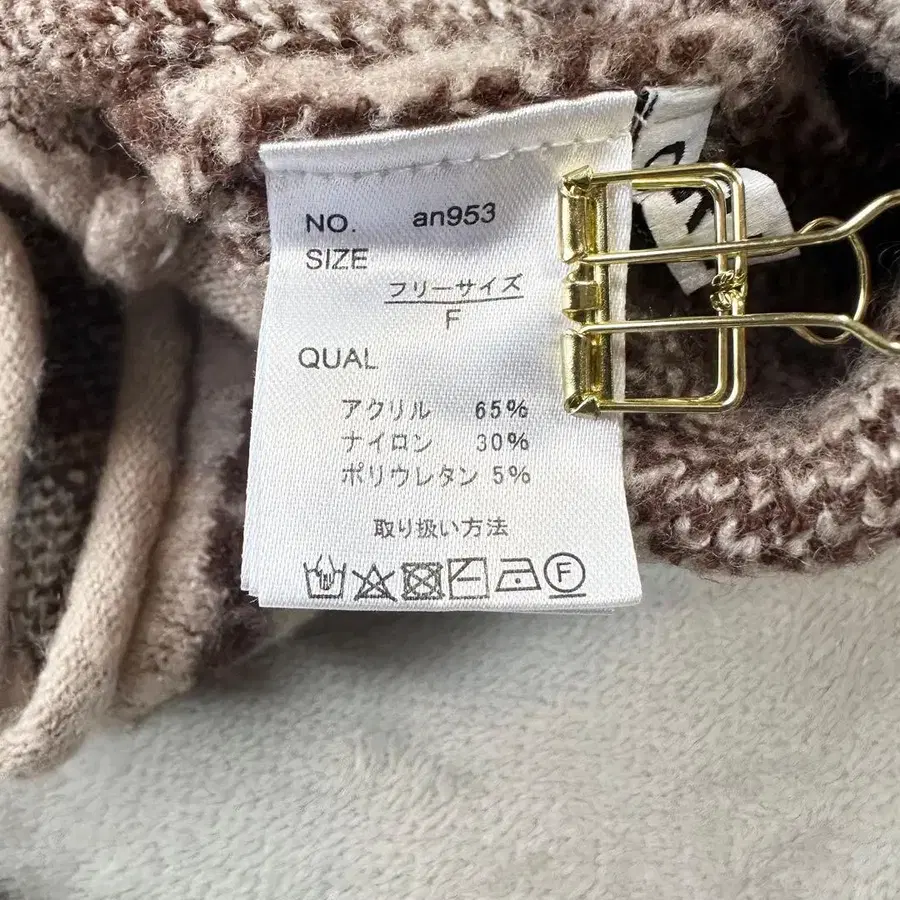 NO. an953
SIZE
フリーサイズ
F
QUAL
アクリル 65%
ナイロン 30%
ポリウレタン 5%
取り扱い方法
F